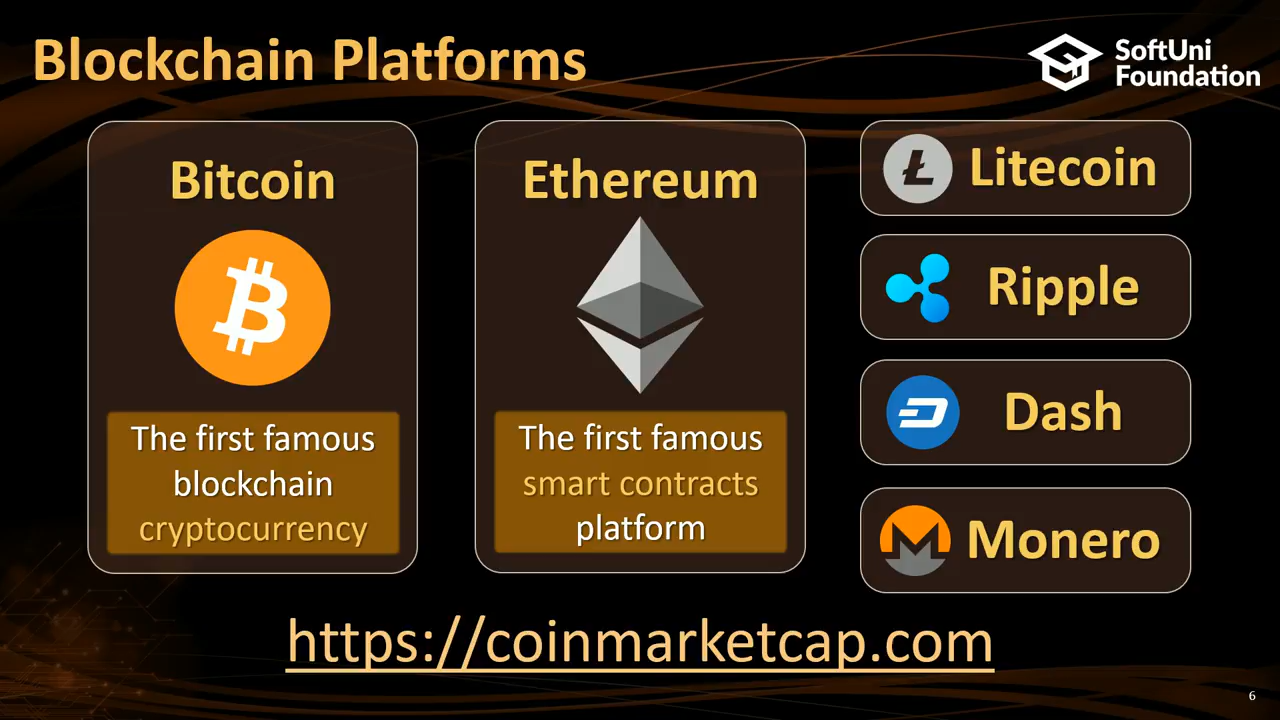 Blockchain Platforms
SoftUni
Foundation
Bitcoin
The first famous
blockchain
cryptocurrency
Ethereum
The first famous
smart contracts
platform
Litecoin
Ripple
Dash
Monero
https://coinmarketcap.com
6